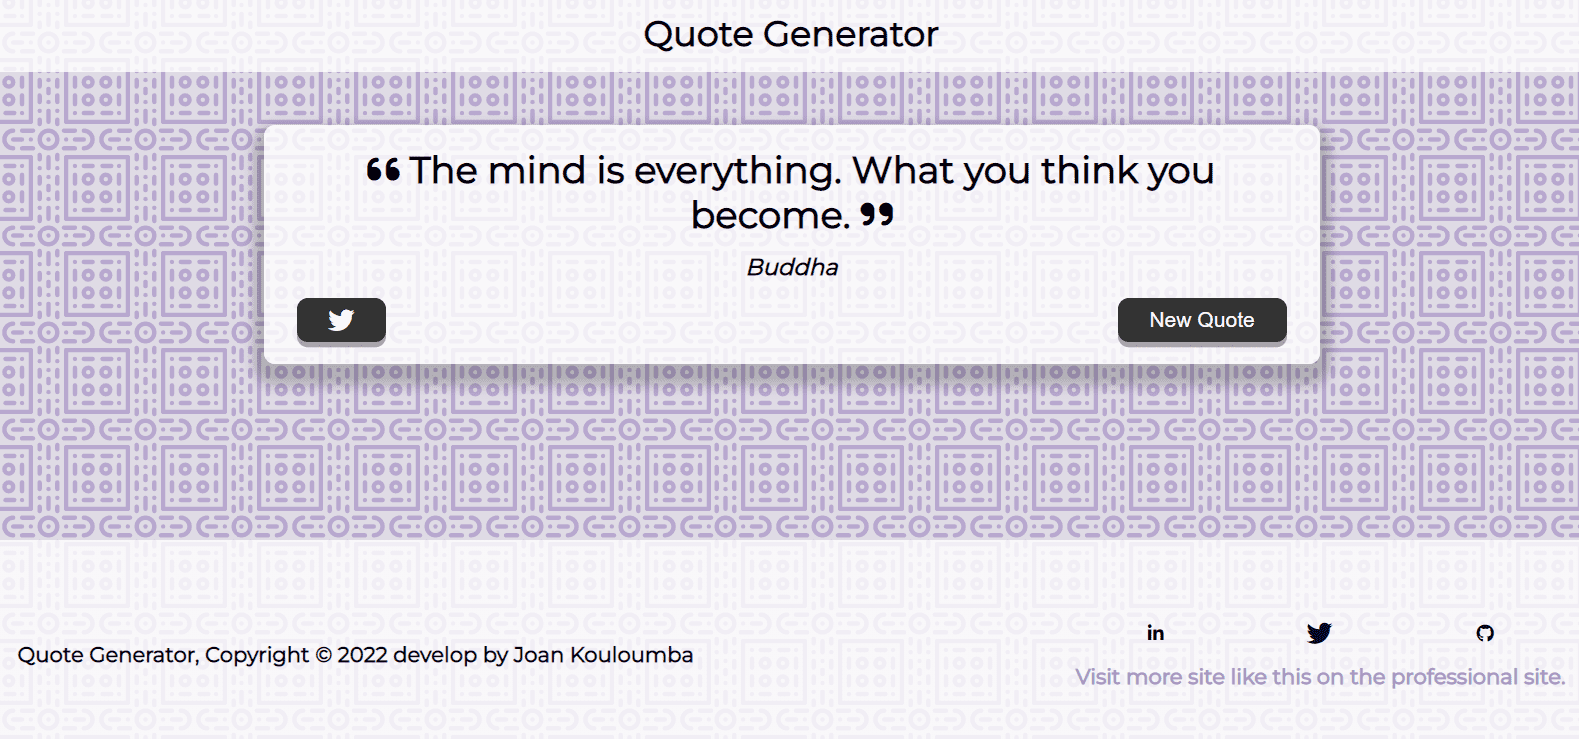 Quote Generator
“ The mind is everything. What you think you
become. ”
Buddha
New Quote
in
Quote Generator, Copyright © 2022 develop by Joan Kouloumba
Visit more site like this on the professional site.